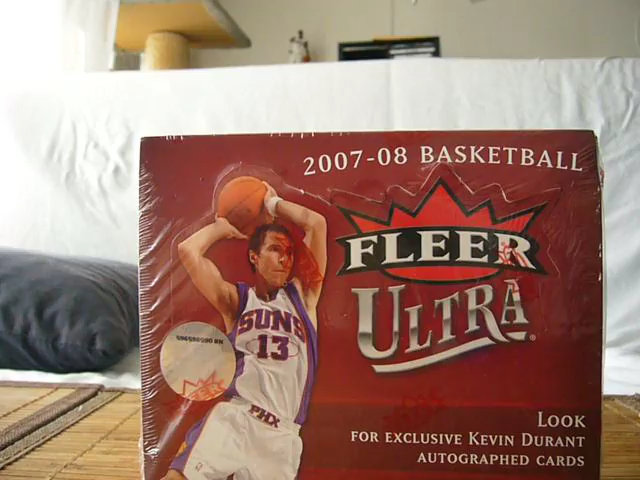 2007-08 BASKETBALL
FLEER
ULTRA
SUNS
13
PHX
LOOK
FOR EXCLUSIVE KEVIN DURANT
AUTOGRAPHED CARDS